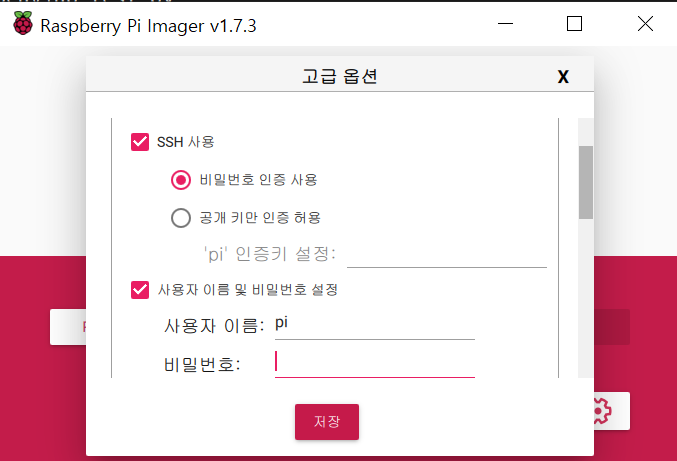 Raspberry Pi Imager v1.7.3
고급 옵션
X
SSH 사용
비밀번호 인증 사용
공개 키만 인증 허용
'pi' 인증키 설정:
사용자 이름 및 비밀번호 설정
사용자 이름: pi
비밀번호:
저장